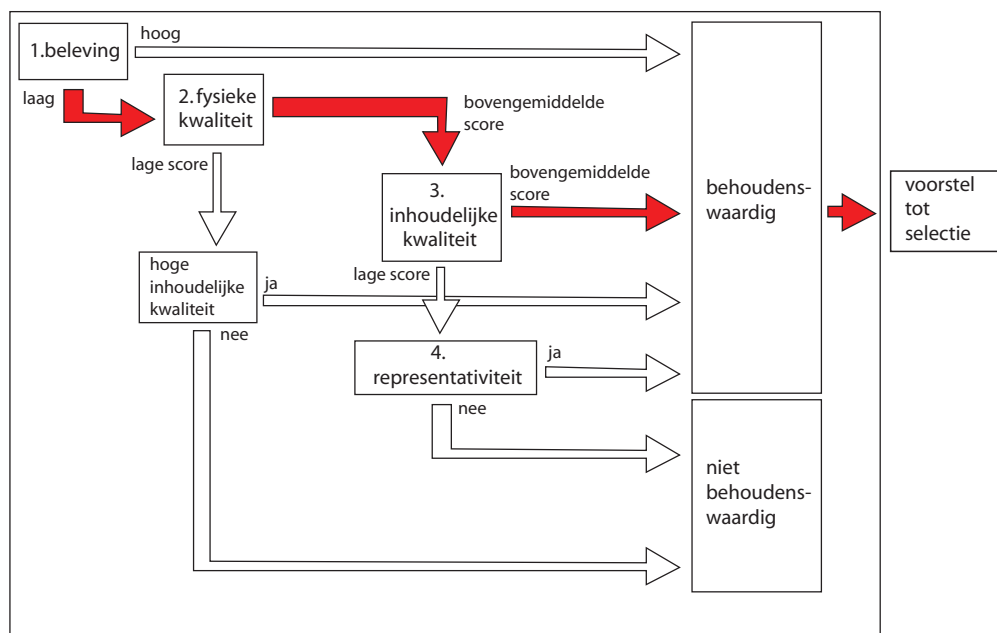 hoog
1.beleving
laag
2.fysieke
kwaliteit
bovengemiddelde
score
lage score
bovengemiddelde
score
3.
inhoudelijke
kwaliteit
behoudens-
waardig
voorstel
tot
selectie
lage score
hoge
inhoudelijke
kwaliteit
ja
nee
4.
representativiteit
ja
nee
niet
behoudens-
waardig